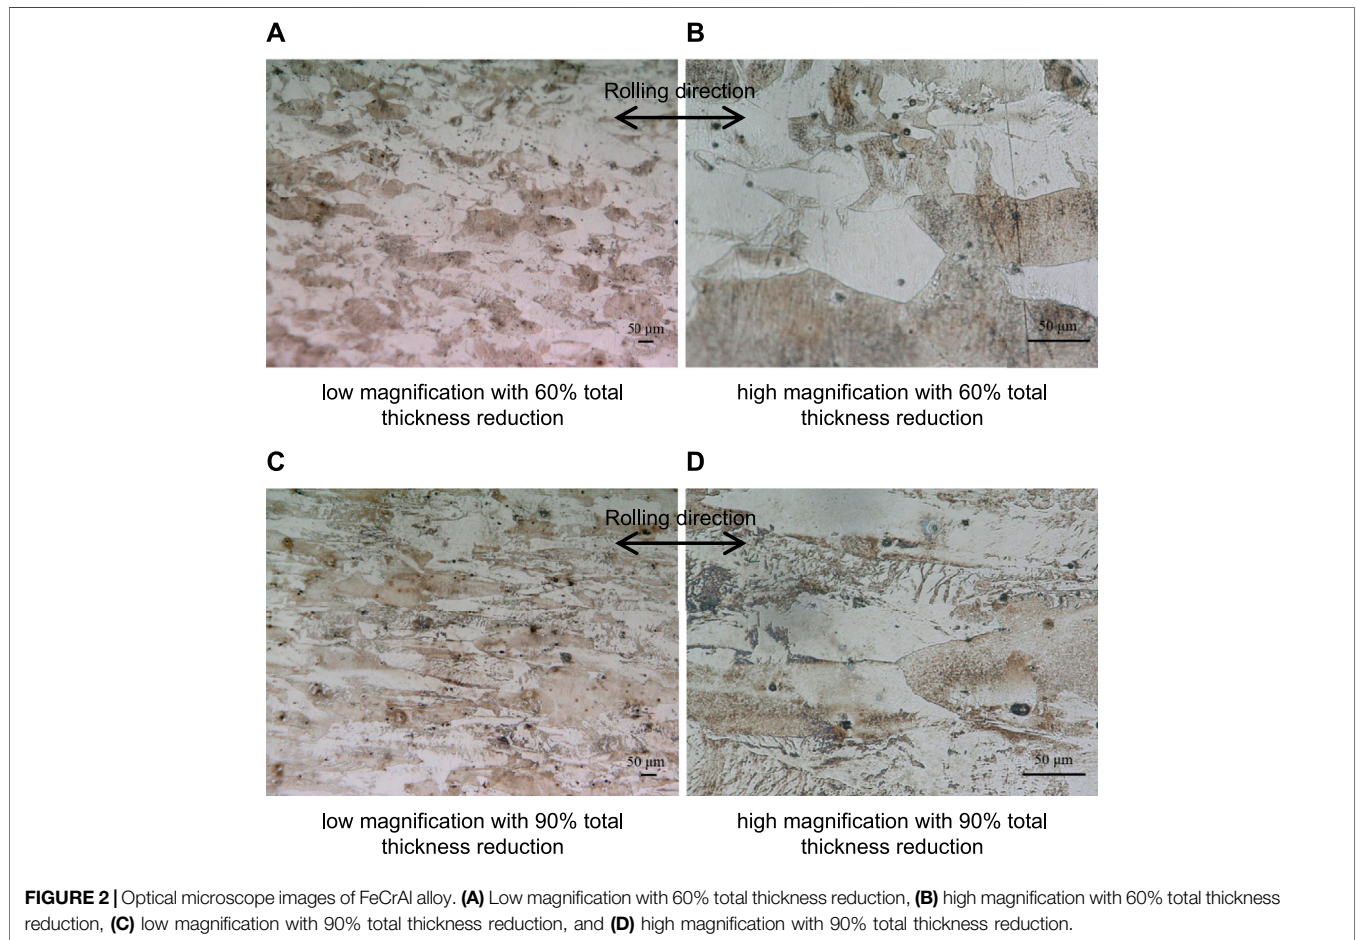 A
B
Rolling direction
50 µm
50 µm
low magnification with 60% total
thickness reduction
high magnification with 60% total
thickness reduction
C
D
Rolling direction
50 µm
50 µm
low magnification with 90% total
thickness reduction
high magnification with 90% total
thickness reduction
FIGURE 2 | Optical microscope images of FeCrAl alloy. (A) Low magnification with 60% total thickness reduction, (B) high magnification with 60% total thickness
reduction, (C) low magnification with 90% total thickness reduction, and (D) high magnification with 90% total thickness reduction.